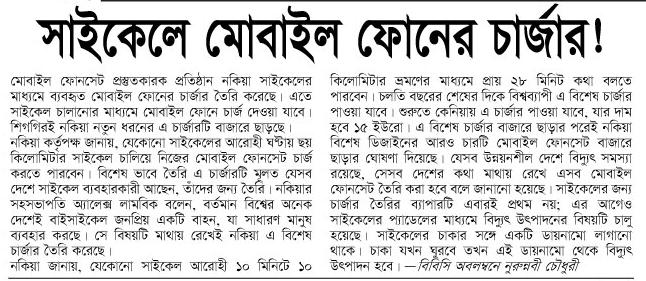 সাইকেলে মোবাইল ফোনের চার্জার!
মোবাইল ফোনসেট প্রস্তুতকারক প্রতিষ্ঠান নকিয়া সাইকেলের
মাধ্যমে ব্যবহৃত মোবাইল ফোনের চার্জার তৈরি করেছে। এতে
সাইকেল চালানোর মাধ্যমে মোবাইল ফোনে চার্জ দেওয়া যাবে।
শিগগিরই নকিয়া নতুন ধরনের এ চার্জারটি বাজারে ছাড়ছে।
নকিয়া কর্তৃপক্ষ জানায়, যেকোনো সাইকেলের আরোহী ঘণ্টায় ছয়
কিলোমিটার সাইকেল চালিয়ে নিজের মোবাইল ফোনসেট চার্জ
করতে পারবেন। বিশেষ ভাবে তৈরি এ চার্জারটি মূলত যেসব
দেশে সাইকেল ব্যবহারকারী আছেন, তাঁদের জন্য তৈরি। নকিয়ার
সহসভাপতি অ্যালেক্স লামবিক বলেন, বর্তমান বিশ্বের অনেক
দেশেই বাইসাইকেল জনপ্রিয় একটি বাহন, যা সাধারণ মানুষ
ব্যবহার করছে। সে বিষয়টি মাথায় রেখেই নকিয়া এ বিশেষ
চার্জার তৈরি করেছে।
নকিয়া জানায়, যেকোনো সাইকেল আরোহী ১০ মিনিটে ১০
কিলোমিটার ভ্রমণের মাধ্যমে প্রায় ২৮ মিনিট কথা বলতে
পারবেন। চলতি বছরের শেষের দিকে বিশ্বব্যাপী এ বিশেষ চার্জার
পাওয়া যাবে। শুরুতে কেনিয়ায় এ চার্জার পাওয়া যাবে, যার দাম
হবে ১৫ ইউরো। এ বিশেষ চার্জার বাজারে ছাড়ার পরেই নকিয়া
বিশেষ ডিজাইনের আরও চারটি মোবাইল ফোনসেট বাজারে
ছাড়ার ঘোষণা দিয়েছে। যেসব উন্নয়নশীল দেশে বিদ্যুৎ সমস্যা
রয়েছে, সেসব দেশের কথা মাথায় রেখে এসব মোবাইল
ফোনসেট তৈরি করা হবে বলে জানানো হয়েছে। সাইকেলের জন্য
চার্জার তৈরির ব্যাপারটি এবারই প্রথম নয়; এর আগেও
সাইকেলের প্যাডেলের মাধ্যমে বিদ্যুৎ উৎপাদনের বিষয়টি চালু
হয়েছে। সাইকেলের চাকার সঙ্গে একটি ডায়নামো লাগানো
থাকে। চাকা যখন ঘুরবে তখন এই ডায়নামো থেকে বিদ্যুৎ
উৎপাদন হবে। —বিবিসি অবলম্বনে নুরুন্নবী চৌধুরী